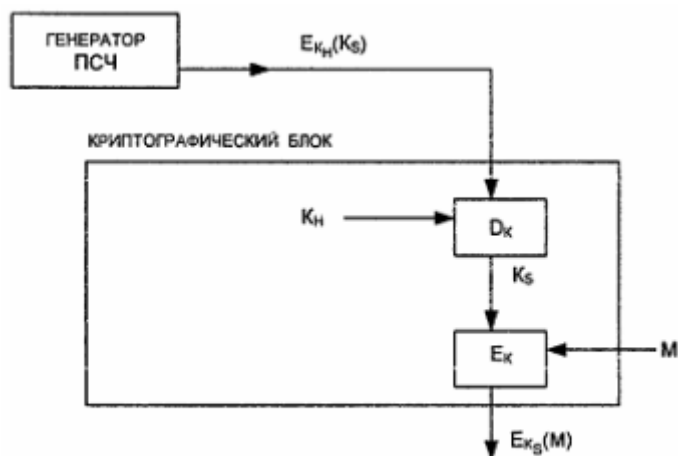 ГЕНЕРАТОР
ПСЧ
E_{K_H}(K_S)
КРИПТОГРАФИЧЕСКИЙ БЛОК
K_H
D_K
K_S
E_K
M
E_{K_S}(M)